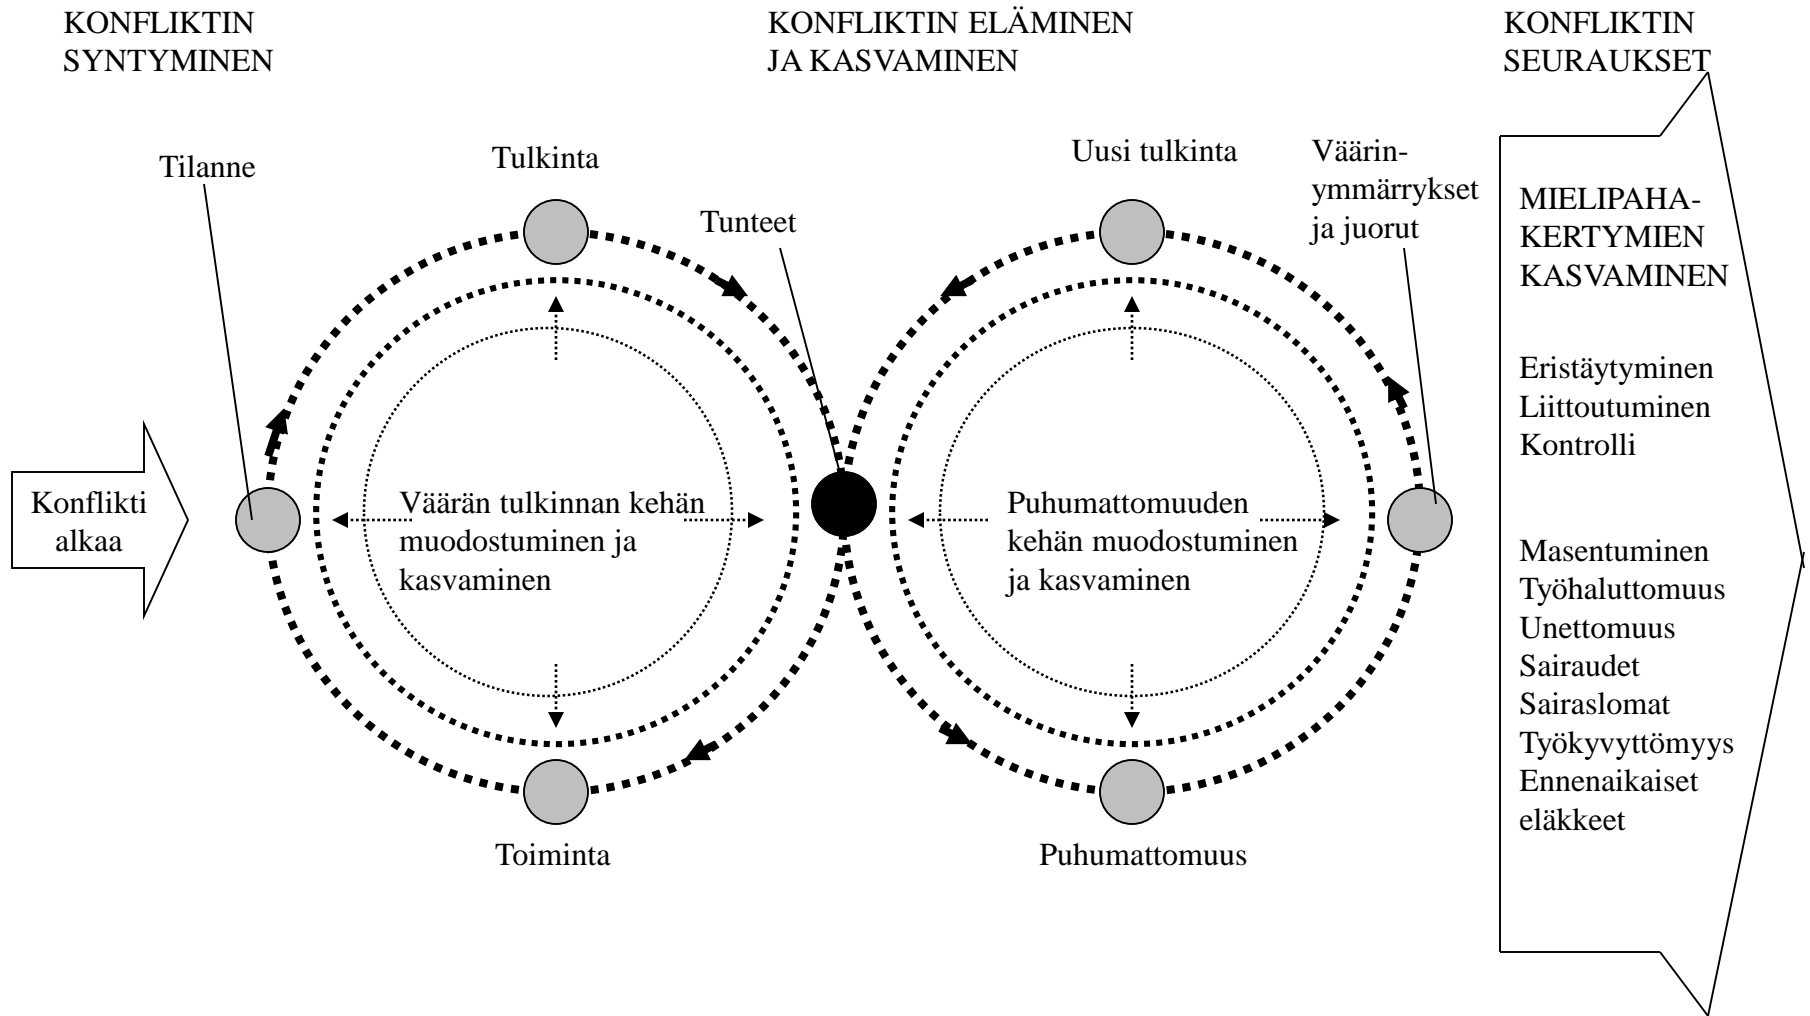 KONFLIKTIN
SYNTYMINEN
KONFLIKTIN ELÄMINEN
JA KASVAMINEN
KONFLIKTIN
SEURAUKSET
Tilanne
Tulkinta
Tunteet
Uusi tulkinta
Väärin-
ymmärrykset
ja juorut
Konflikti
alkaa
Väärän tulkinnan kehän
muodostuminen ja
kasvaminen
Puhumattomuuden
kehän muodostuminen
ja kasvaminen
Toiminta
Puhumattomuus
MIELIPAHA-
KERTYMIEN
KASVAMINEN
Eristäytyminen
Liittoutuminen
Kontrolli
Masentuminen
Työhaluttomuus
Unettomuus
Sairaudet
Sairaslomat
Työkyvyttömyys
Ennenaikaiset
eläkkeet